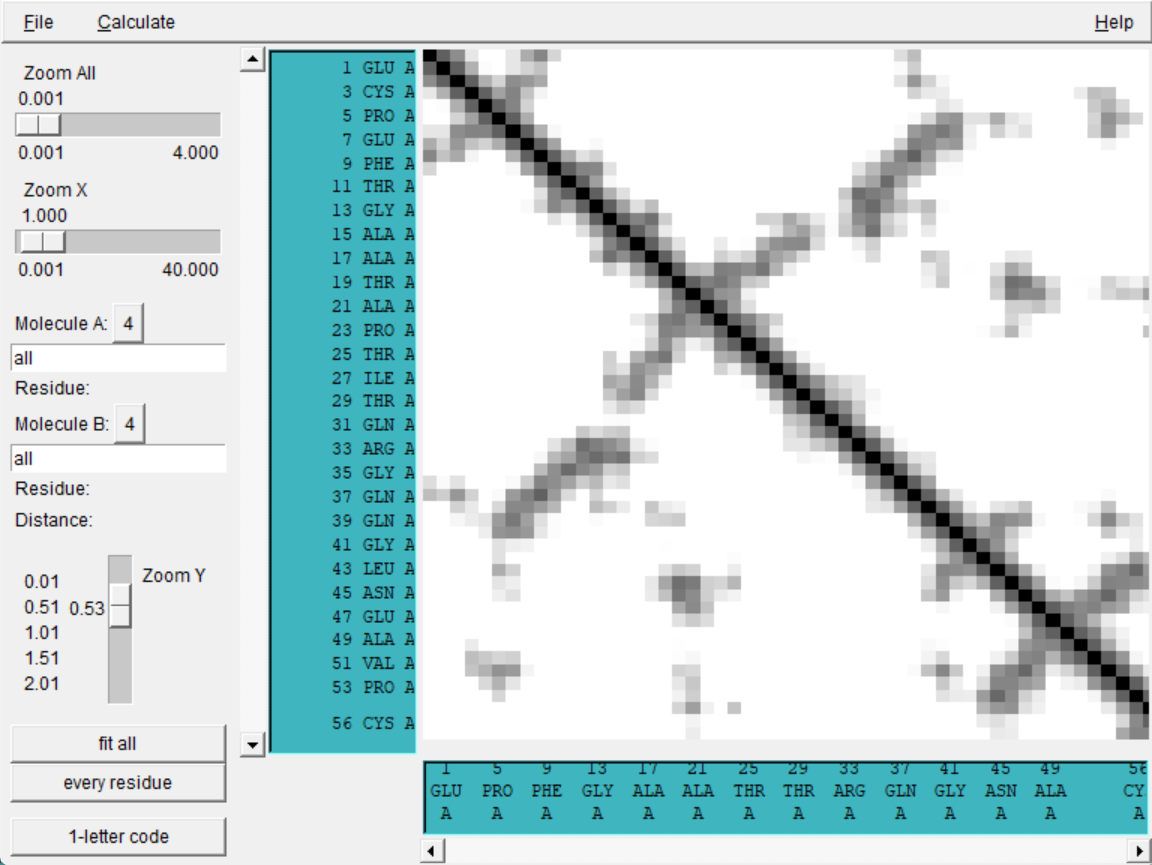 File Calculate Help
Zoom All
0.001
0.001 4.000
Zoom X
1.000
0.001 40.000
Molecule A: 4
all
Residue:
Molecule B: 4
all
Residue:
Distance:
Zoom Y
0.01
0.51 0.53
1.01
1.51
2.01
fit all
every residue
1-letter code
1 GLU A
3 CYS A
5 PRO A
7 GLU A
9 PHE A
11 THR A
13 GLY A
15 ALA A
17 ALA A
19 THR A
21 ALA A
23 PRO A
25 THR A
27 ILE A
29 THR A
31 GLN A
33 ARG A
35 GLY A
37 GLN A
39 GLN A
41 GLY A
43 LEU A
45 ASN A
47 GLU A
49 ALA A
51 VAL A
53 PRO A
56 CYS A
1 5 9 13 17 21 25 29 33 37 41 45 49 56
GLU PRO PHE GLY ALA ALA THR THR ARG GLN GLY ASN ALA CY
A A A A A A A A A A A A A A